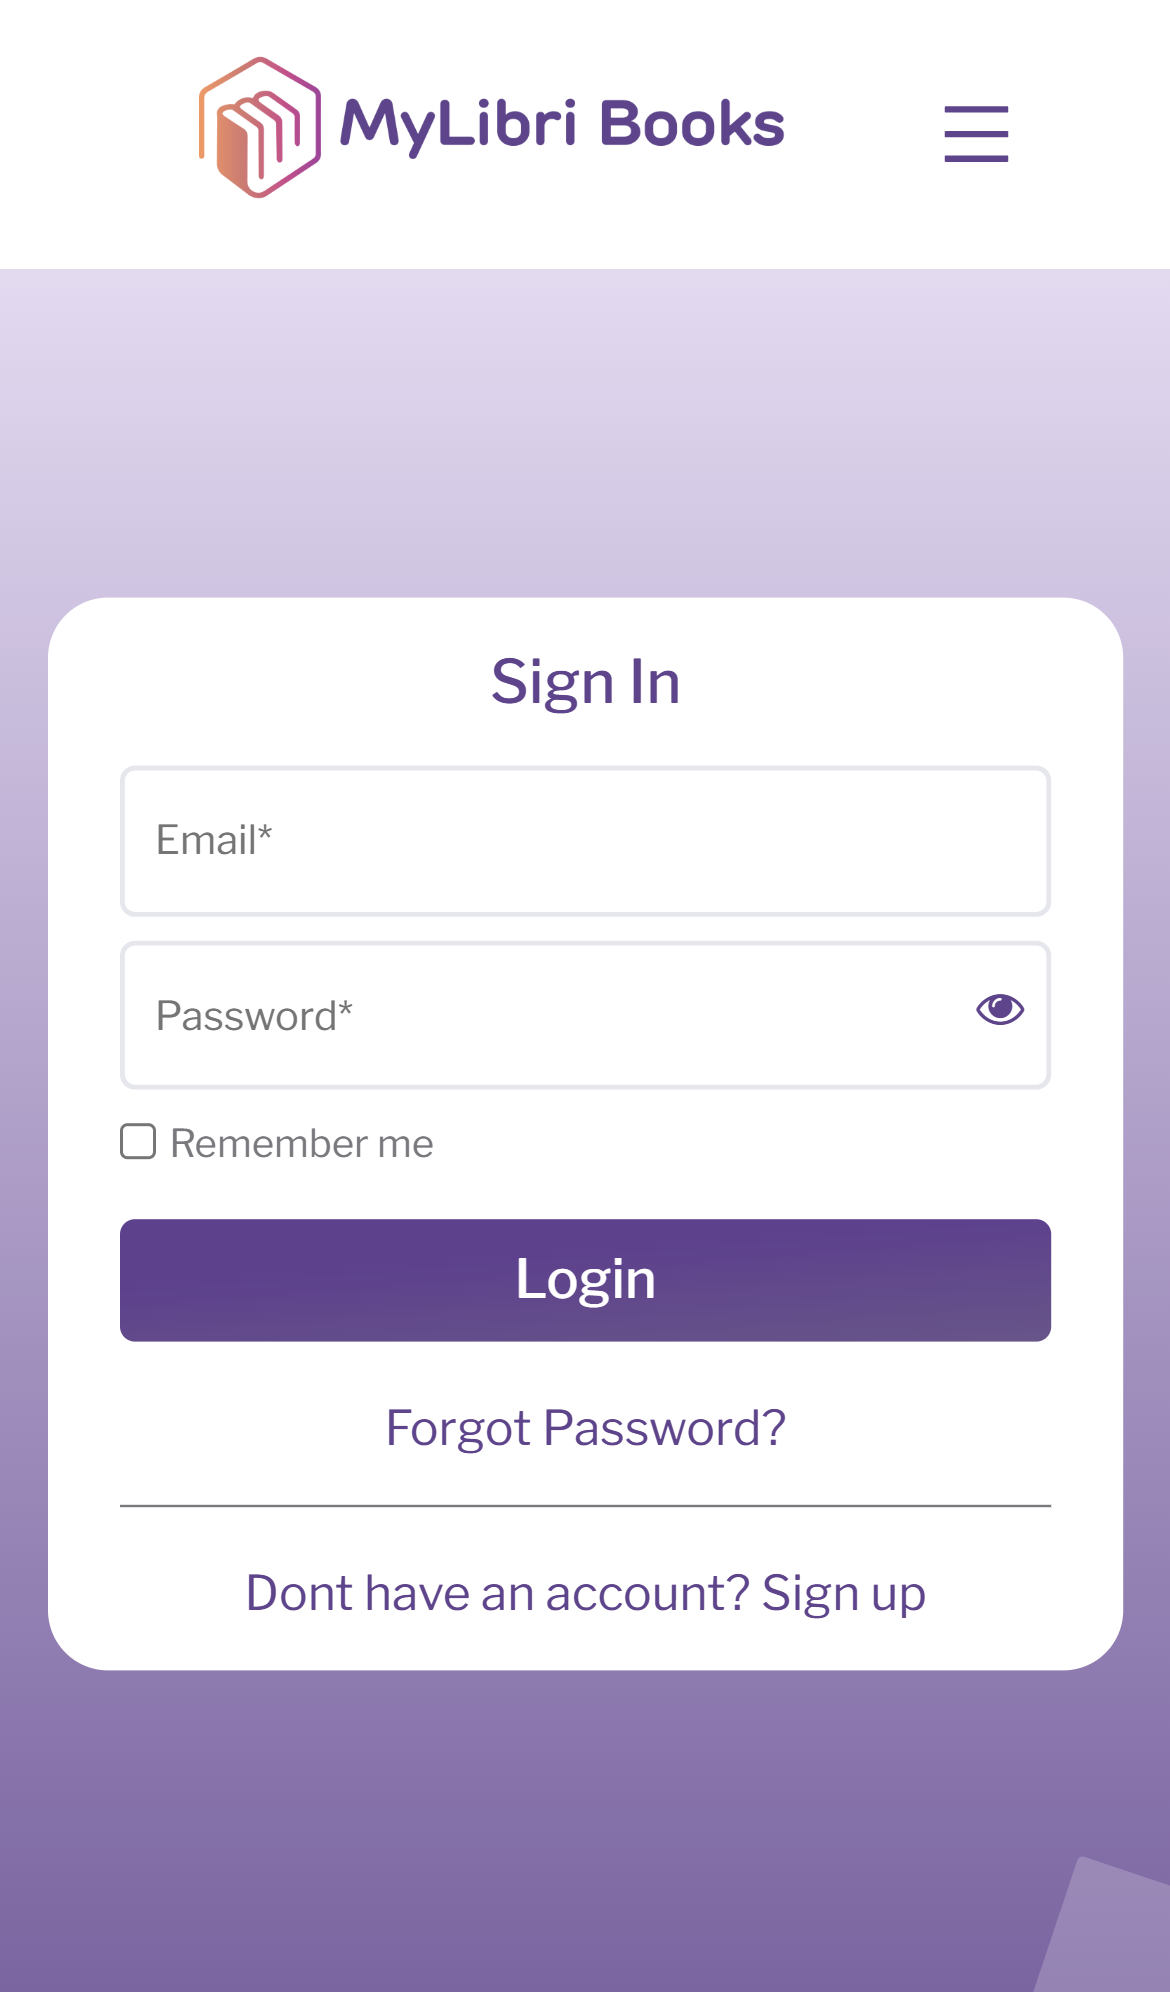 MyLibri Books
Sign In
Email*
Password*
Remember me
Login
Forgot Password?
Dont have an account? Sign up